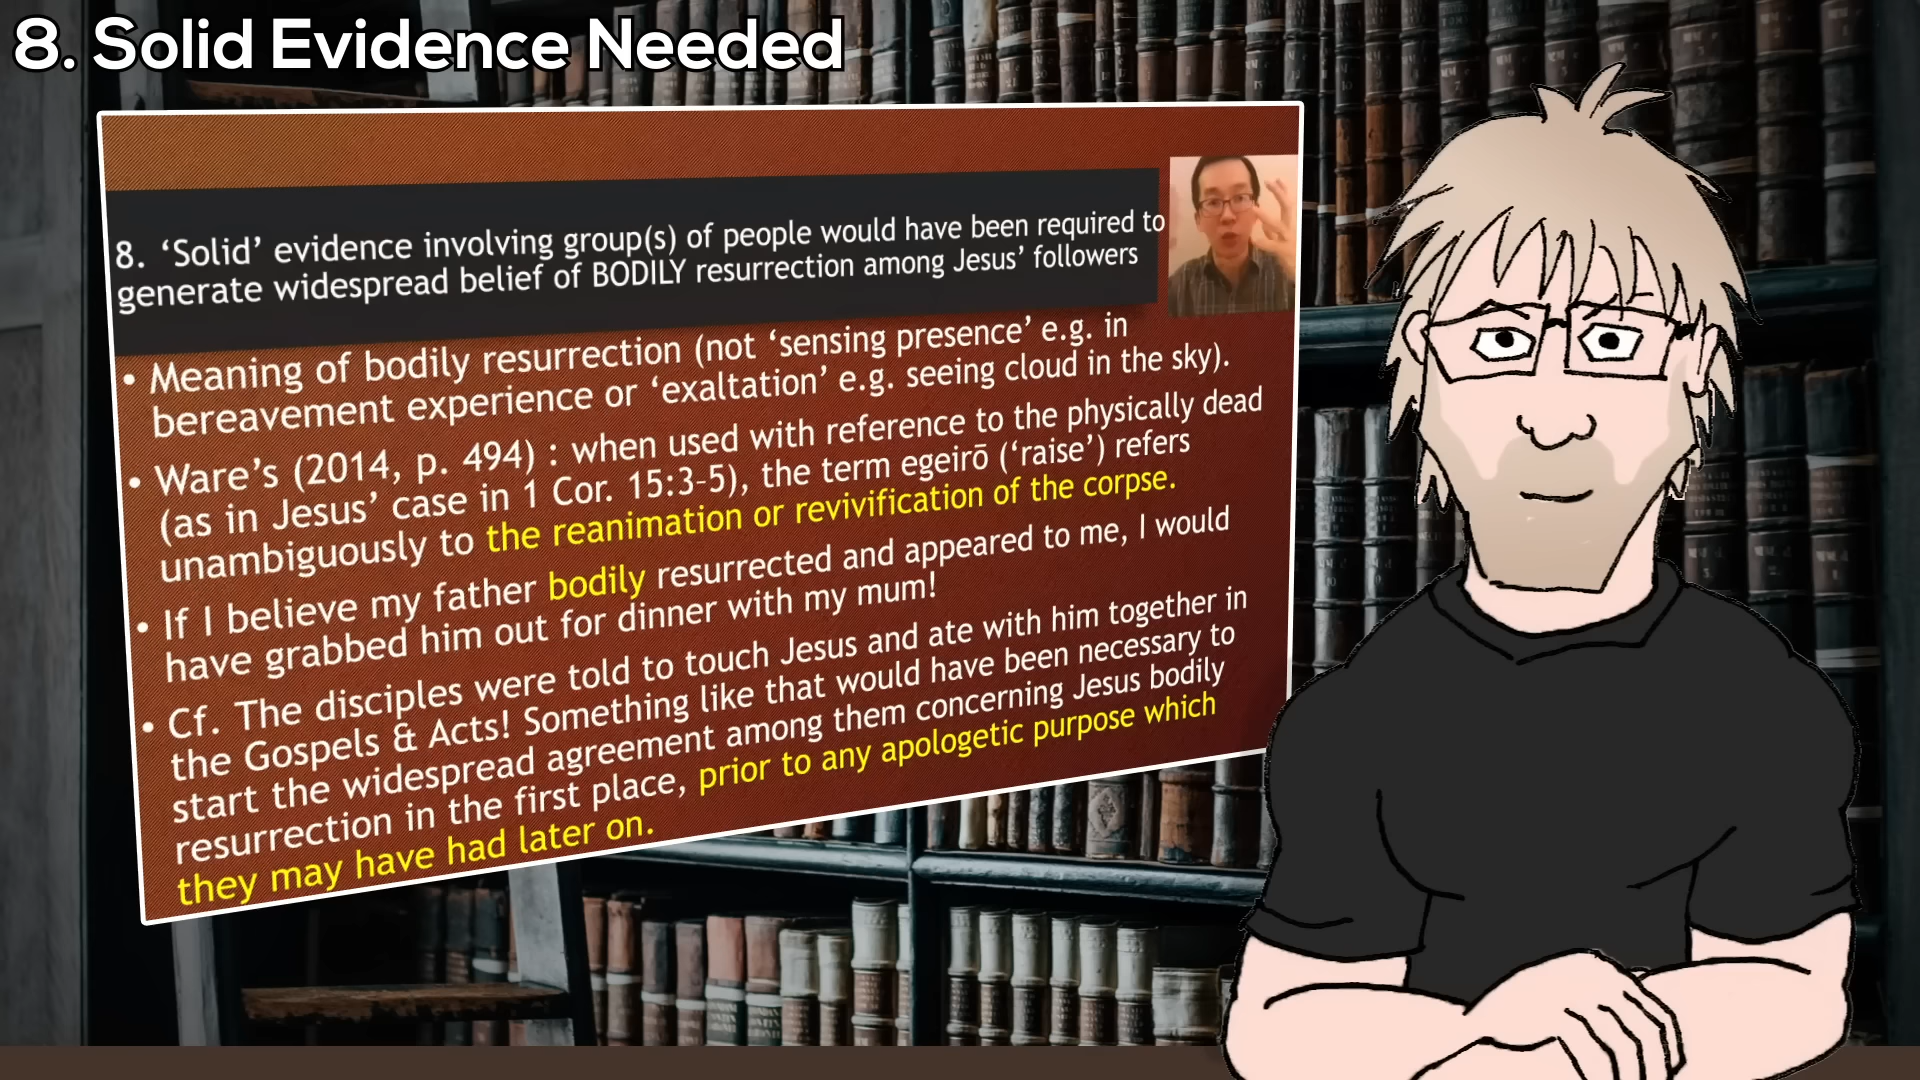 8. Solid Evidence Needed
8. ‘Solid’ evidence involving group(s) of people would have been required to
generate widespread belief of BODILY resurrection among Jesus’ followers
• Meaning of bodily resurrection (not ‘sensing presence’ e.g. in
bereavement experience or ‘exaltation’ e.g. seeing cloud in the sky).
• Ware’s (2014, p. 494) : when used with reference to the physically dead
(as in Jesus’ case in 1 Cor. 15:3-5), the term egeirō (‘raise’) refers
unambiguously to the reanimation or revivification of the corpse.
• If I believe my father bodily resurrected and appeared to me, I would
have grabbed him out for dinner with my mum!
• Cf. The disciples were told to touch Jesus and ate with him together in
the Gospels & Acts! Something like that would have been necessary to
start the widespread agreement among them concerning Jesus bodily
resurrection in the first place, prior to any apologetic purpose which
they may have had later on.